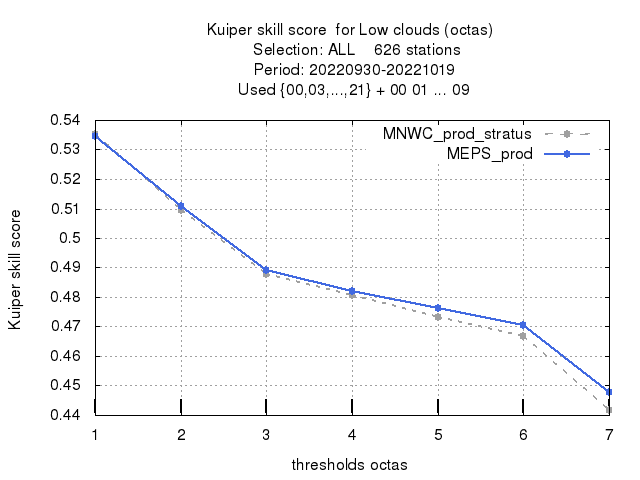 Kuiper skill score  for Low clouds (octas)
Selection: ALL    626 stations
Period: 20220930-20221019
Used {00,03,...,21} + 00 01 ... 09
MNWC_prod_stratus
MEPS_prod
0.54
0.53
0.52
0.51
0.5
0.49
0.48
0.47
0.46
0.45
0.44
Kuiper skill score
1 2 3 4 5 6 7
thresholds octas